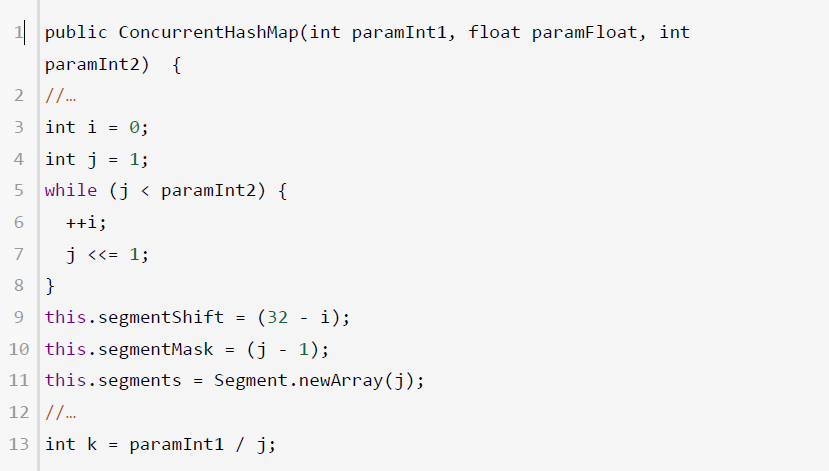 1 public ConcurrentHashMap(int paramInt1, float paramFloat, int
paramInt2)  {
2 //…
3 int i = 0;
4 int j = 1;
5 while (j < paramInt2) {
6   ++i;
7   j <<= 1;
8 }
9 this.segmentShift = (32 - i);
10 this.segmentMask = (j - 1);
11 this.segments = Segment.newArray(j);
12 //…
13 int k = paramInt1 / j;